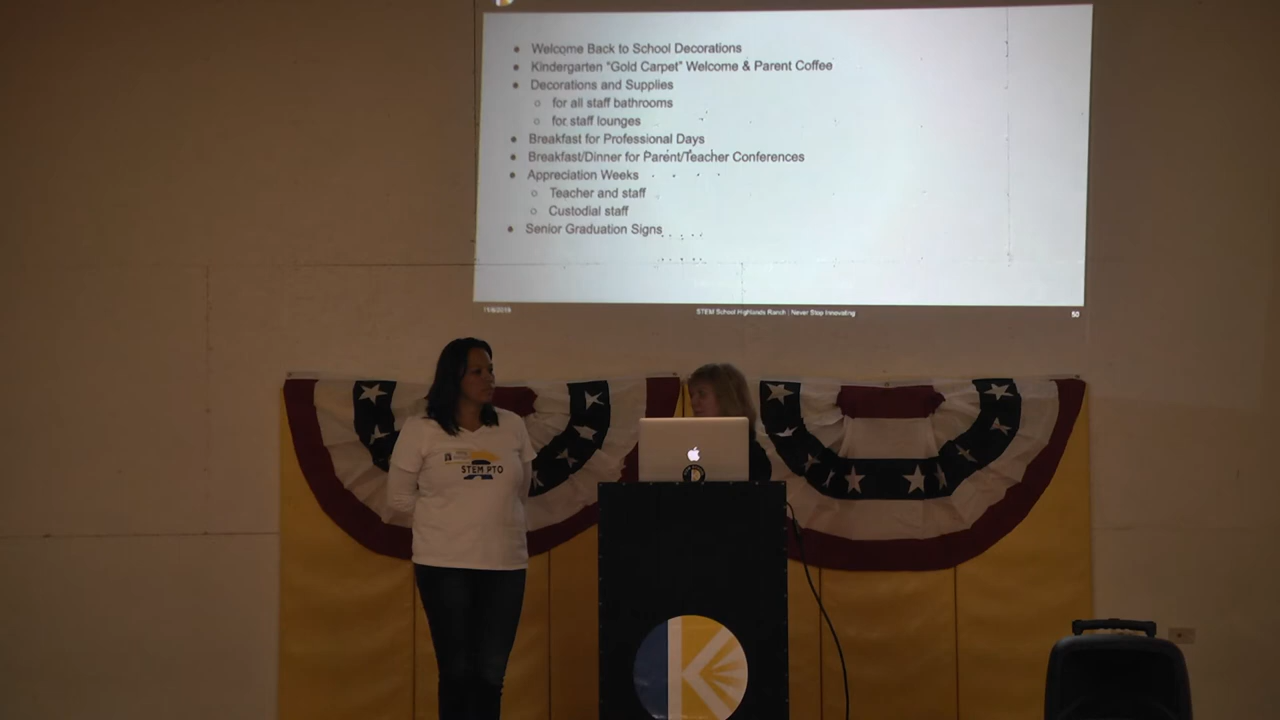 ● Welcome Back to School Decorations
● Kindergarten "Gold Carpet" Welcome & Parent Coffee
● Decorations and Supplies
○ for all staff bathrooms
○ for staff lounges
● Breakfast for Professional Days
● Breakfast/Dinner for Parent/Teacher Conferences
● Appreciation Weeks
○ Teacher and staff
○ Custodial staff
● Senior Graduation Signs
STEM School Highlands Ranch | Never Stop Innovating
50
STEM PTO